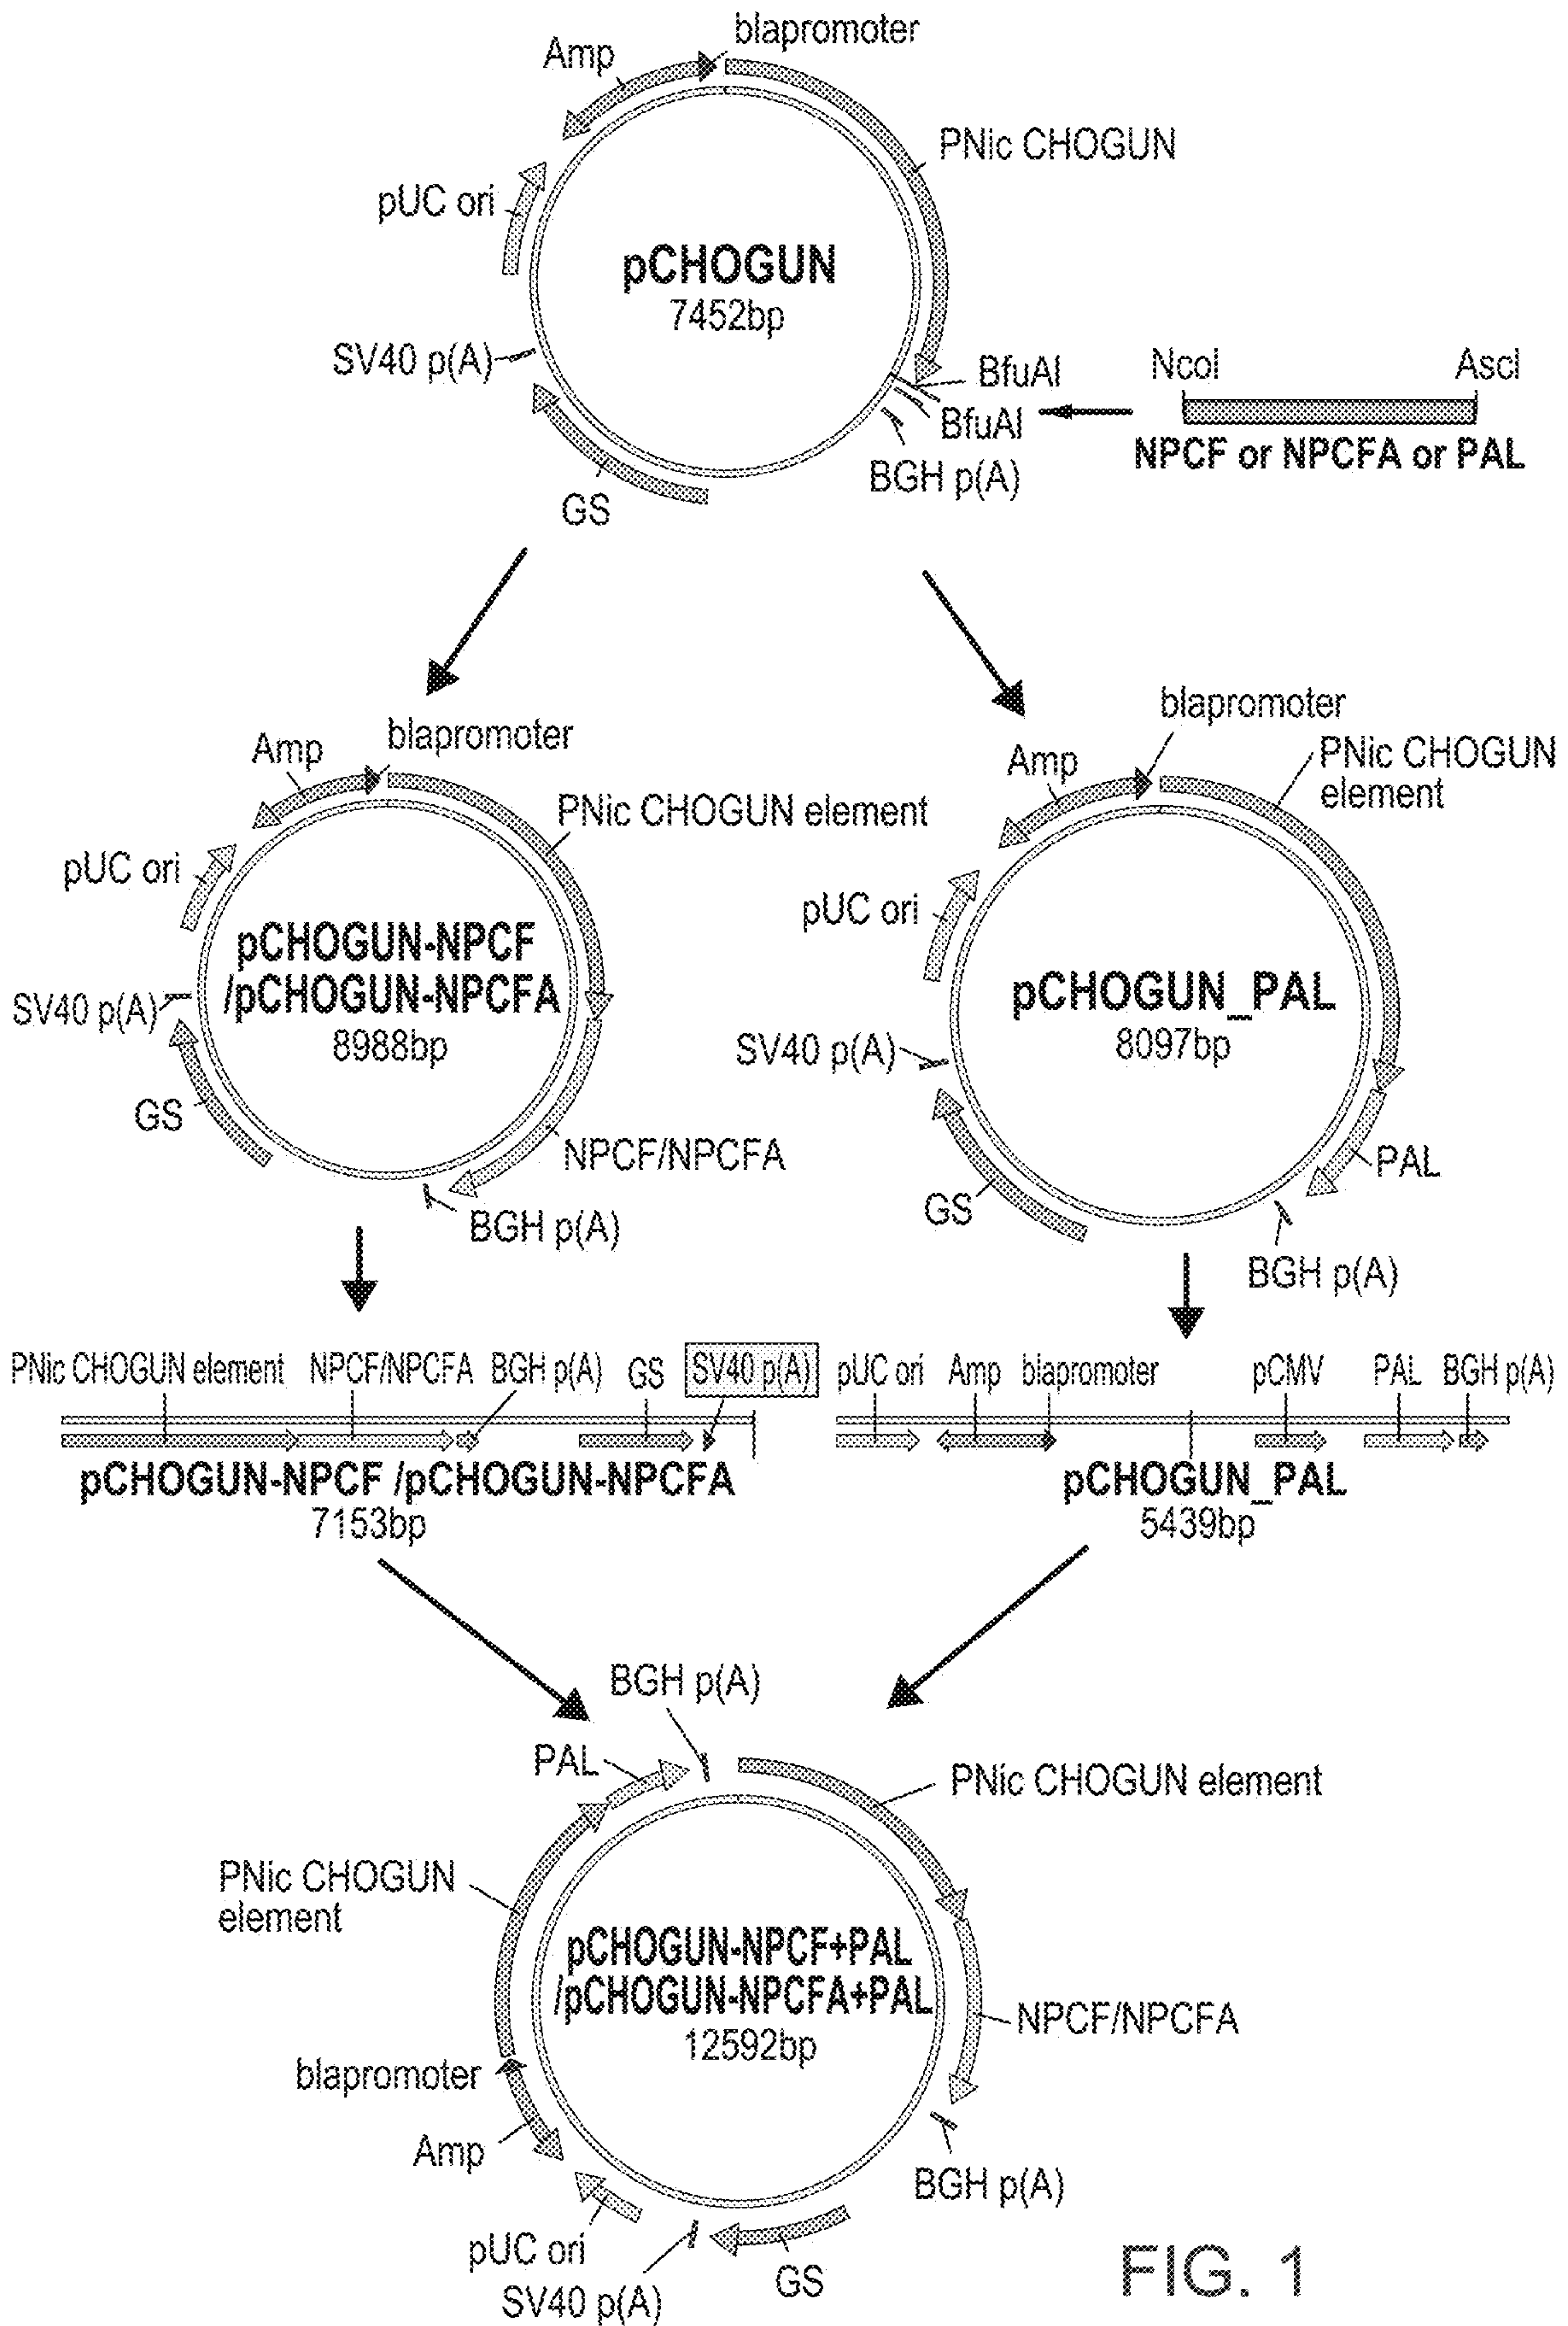 blapromoter
Amp
PNic CHOGUN
pUC ori
pCHOGUN
7452bp
SV40 p(A)
BfuAI
BfuAI
BGH p(A)
GS
NcoI
AscI
NPCF or NPCFA or PAL
blapromoter
Amp
PNic CHOGUN element
pUC ori
pCHOGUN-NPCF
/pCHOGUN-NPCFA
8988bp
SV40 p(A)
GS
NPCF/NPCFA
BGH p(A)
blapromoter
PNic CHOGUN
element
Amp
pUC ori
pCHOGUN_PAL
8097bp
SV40 p(A)
PAL
GS
BGH p(A)
PNic CHOGUN element
NPCF/NPCFA
BGH p(A)
GS
SV40 p(A)
pCHOGUN-NPCF /pCHOGUN-NPCFA
7153bp
pUC ori
Amp
blapromoter
pCMV
PAL
BGH p(A)
pCHOGUN_PAL
5439bp
BGH p(A)
PAL
PNic CHOGUN element
PNic CHOGUN
element
pCHOGUN-NPCF+PAL
/pCHOGUN-NPCFA+PAL
12592bp
NPCF/NPCFA
blapromoter
Amp
BGH p(A)
pUC ori
SV40 p(A)
GS
FIG. 1